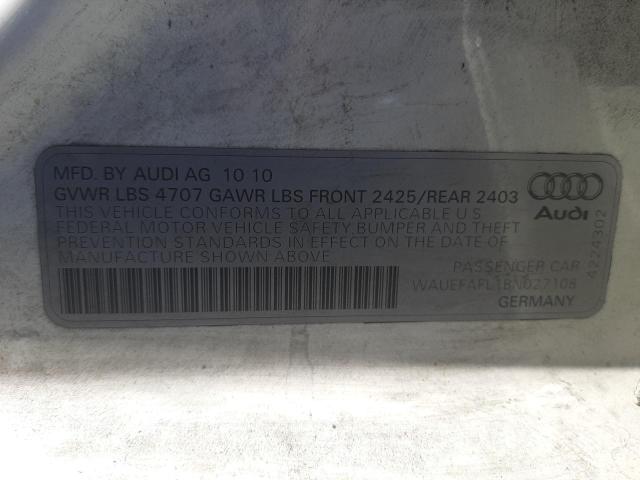 MFD. BY AUDI AG 10 10
GVWR LBS 4707 GAWR LBS FRONT 2425/REAR 2403
THIS VEHICLE CONFORMS TO ALL APPLICABLE U S
FEDERAL MOTOR VEHICLE SAFETY,BUMPER AND THEFT
PREVENTION STANDARDS IN EFFECT ON THE DATE OF
MANUFACTURE SHOWN ABOVE
Audi
4224302
PASSENGER CAR
WAUEFAFL1BN027108
GERMANY